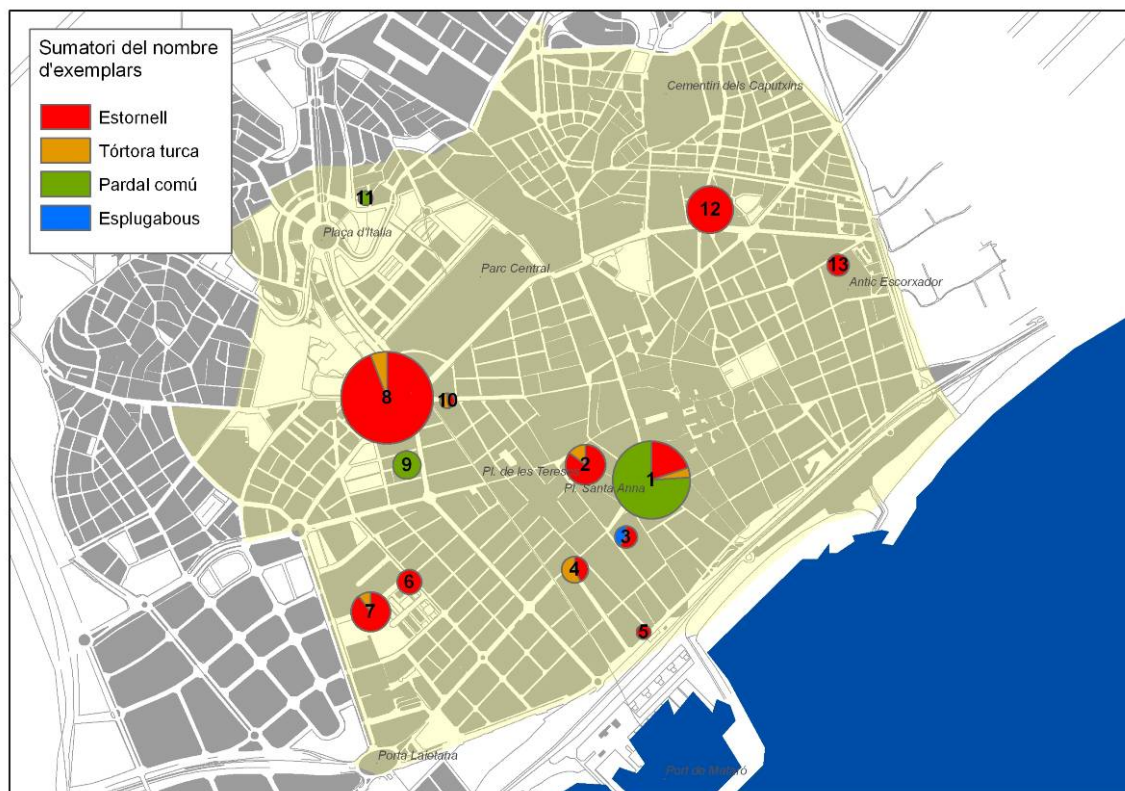 Sumatori del nombre
d'exemplars
Estornell
Tórtora turca
Pardal comú
Esplugabous
Cementiri dels Caputxins
11
12
Plaça d'Italia
Parc Central
13
Antic Escorxador
8
10
9
Pl. de les Teres
2
1
Pl. Santa Anna
3
4
6
7
5
Porta Laietana
Port de Mataró